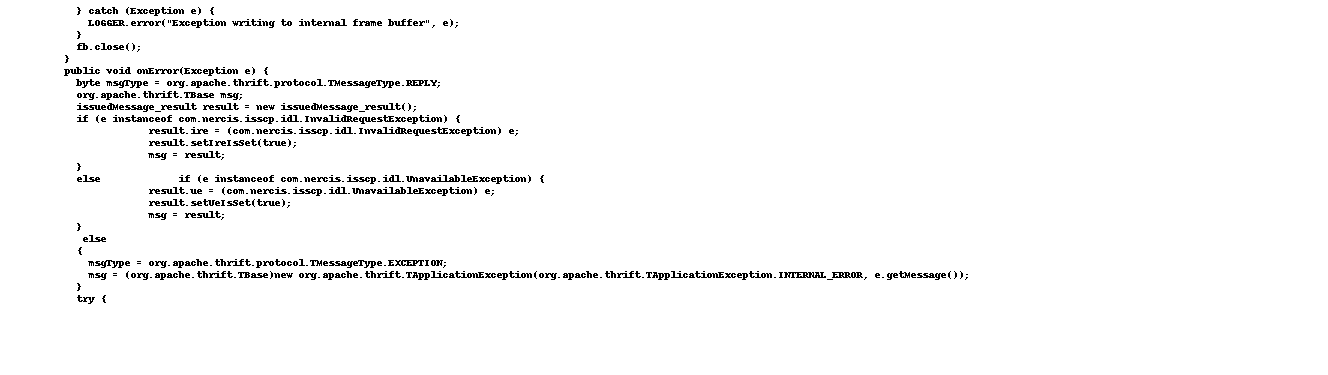 } catch (Exception e) {
LOGGER.error("Exception writing to internal frame buffer", e);
}
fb.close();
}
public void onError(Exception e) {
byte msgType = org.apache.thrift.protocol.TMessageType.REPLY;
org.apache.thrift.TBase msg;
issuedMessage_result result = new issuedMessage_result();
if (e instanceof com.nercis.isscp.idl.InvalidRequestException) {
result.ire = (com.nercis.isscp.idl.InvalidRequestException) e;
result.setIreIsSet(true);
msg = result;
}
else             if (e instanceof com.nercis.isscp.idl.UnavailableException) {
result.ue = (com.nercis.isscp.idl.UnavailableException) e;
result.setUeIsSet(true);
msg = result;
}
else
{
msgType = org.apache.thrift.protocol.TMessageType.EXCEPTION;
msg = (org.apache.thrift.TBase)new org.apache.thrift.TApplicationException(org.apache.thrift.TApplicationException.INTERNAL_ERROR, e.getMessage());
}
try {